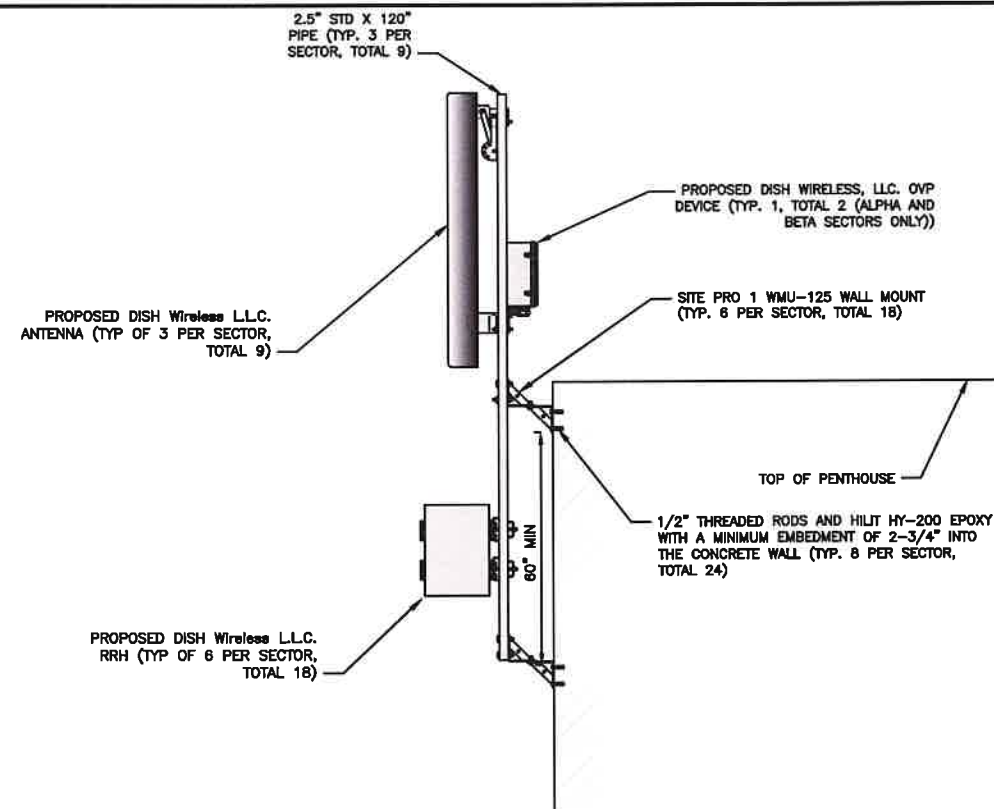 2.5" STD X 120"
PIPE (TYP. 3 PER
SECTOR, TOTAL 9)
PROPOSED DISH WIRELESS, LLC. OVP
DEVICE (TYP. 1, TOTAL 2 (ALPHA AND
BETA SECTORS ONLY))
SITE PRO 1 WMU-125 WALL MOUNT
(TYP. 6 PER SECTOR, TOTAL 18)
PROPOSED DISH Wireless L.L.C.
ANTENNA (TYP OF 3 PER SECTOR,
TOTAL 9)
TOP OF PENTHOUSE
1/2" THREADED RODS AND HILIT HY-200 EPOXY
WITH A MINIMUM EMBEDMENT OF 2-3/4" INTO
THE CONCRETE WALL (TYP. 8 PER SECTOR,
TOTAL 24)
60" MIN
PROPOSED DISH Wireless L.L.C.
RRH (TYP OF 6 PER SECTOR,
TOTAL 18)